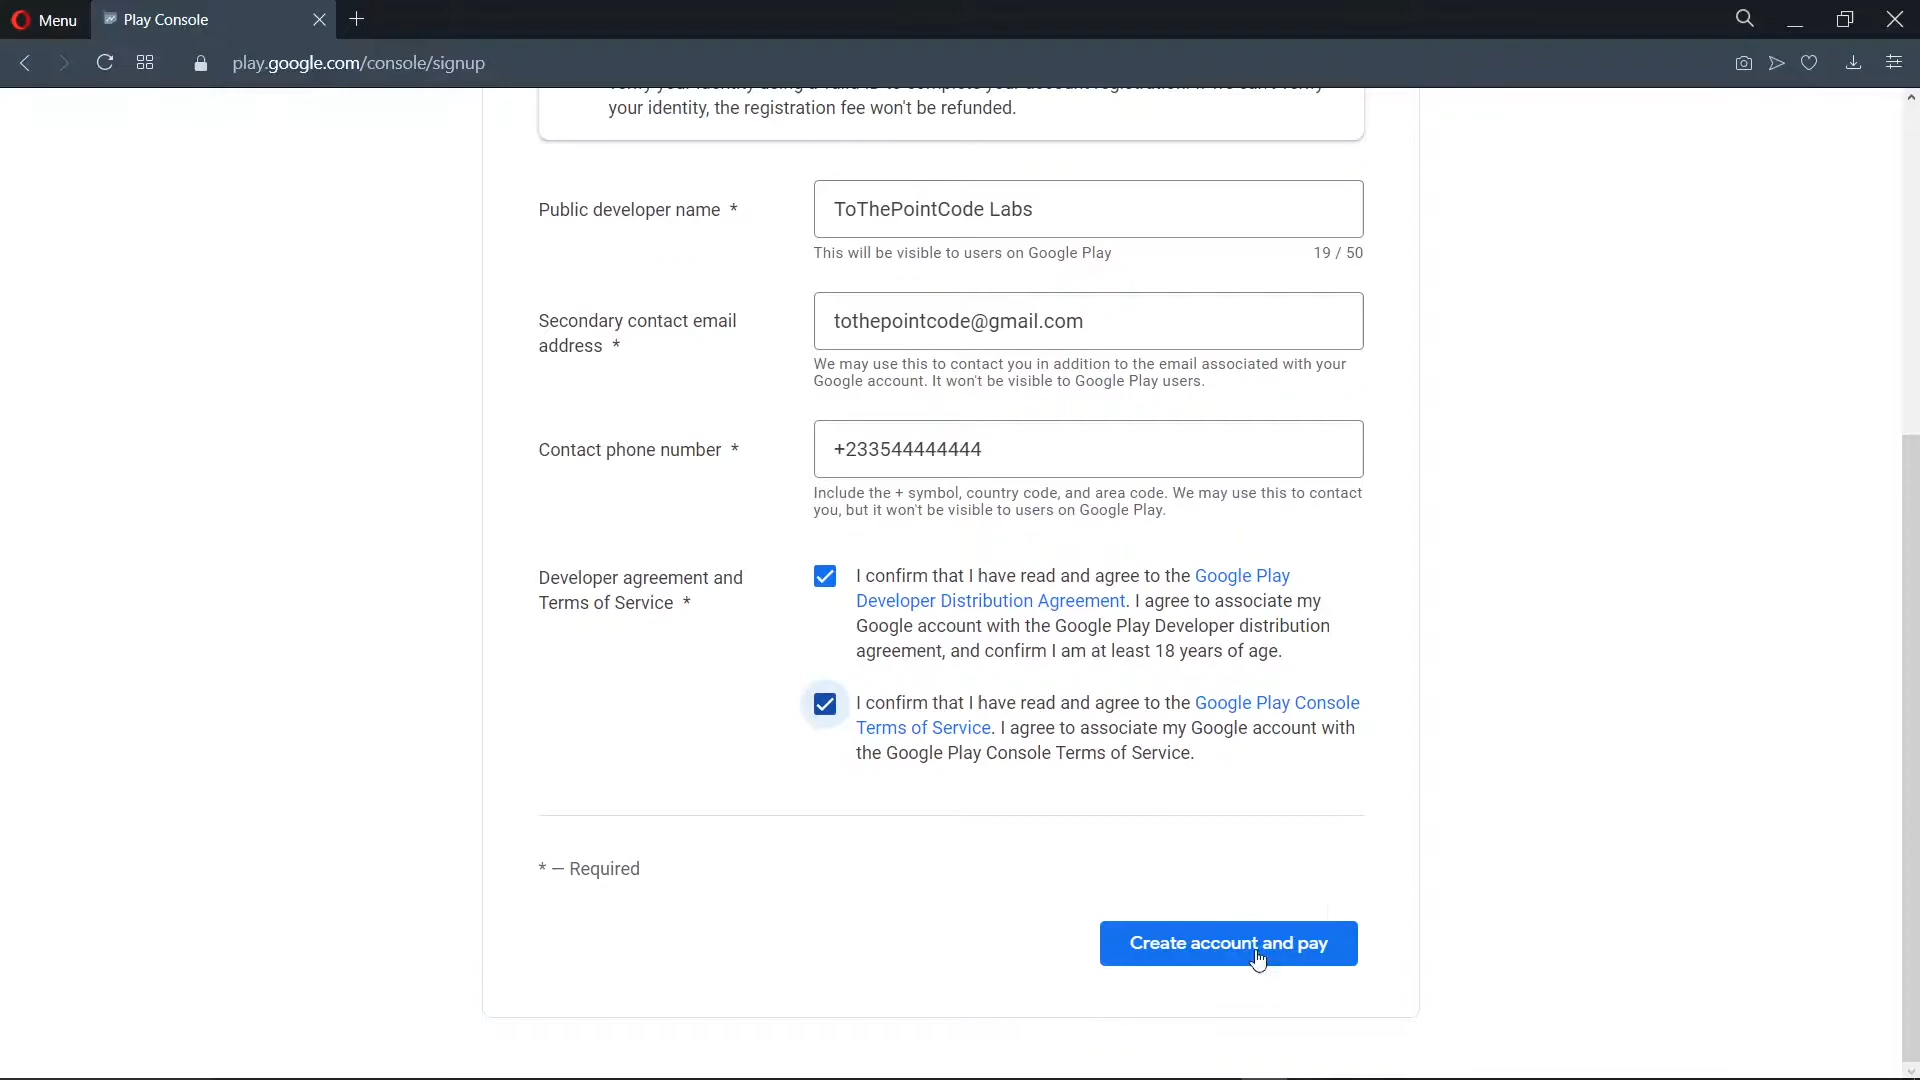 Menu
Play Console
play.google.com/console/signup
your identity, the registration fee won't be refunded.
Public developer name *
ToThePointCode Labs
This will be visible to users on Google Play
19 / 50
Secondary contact email
address *
tothepointcode@gmail.com
We may use this to contact you in addition to the email associated with your
Google account. It won't be visible to Google Play users.
Contact phone number *
+233544444444
Include the + symbol, country code, and area code. We may use this to contact
you, but it won't be visible to users on Google Play.
Developer agreement and
Terms of Service *
I confirm that I have read and agree to the Google Play
Developer Distribution Agreement. I agree to associate my
Google account with the Google Play Developer distribution
agreement, and confirm I am at least 18 years of age.
I confirm that I have read and agree to the Google Play Console
Terms of Service. I agree to associate my Google account with
the Google Play Console Terms of Service.
* — Required
Create account and pay